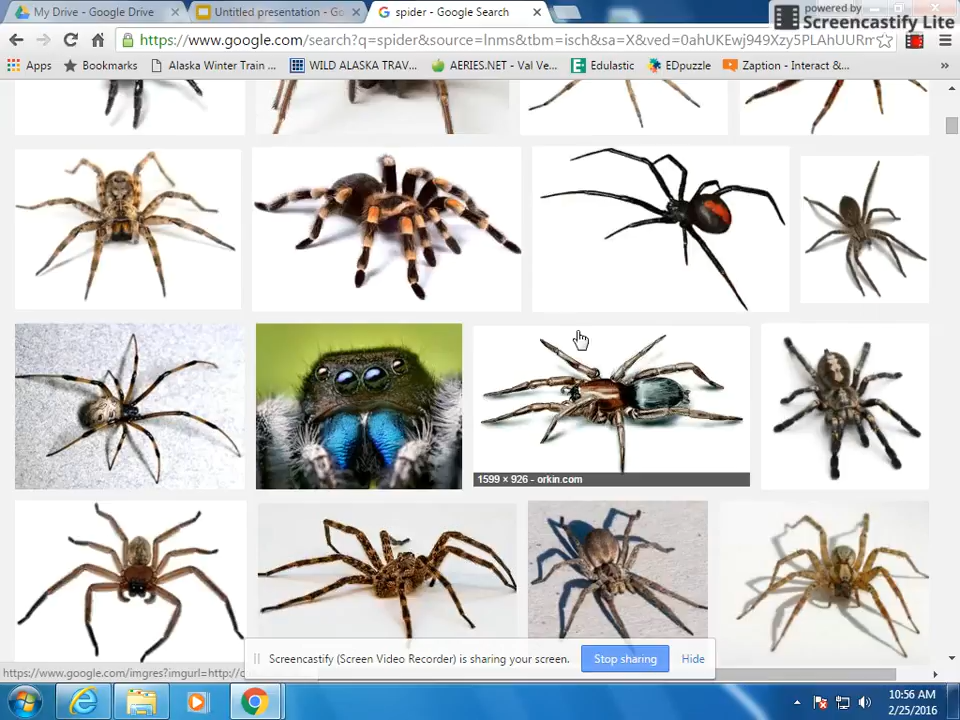 My Drive - Google Drive
Untitled presentation - G
spider - Google Search
powered by
Screencastify Lite
https://www.google.com/search?q=spider&source=lnms&tbm=isch&sa=X&ved=0ahUKEwj949Xzy5PLAhUURm
Apps Bookmarks Alaska Winter Train ... WILD ALASKA TRAV... AERIES.NET - Val Ve... Edulastic EDpuzzle Zaption - Interact &... »
1599 × 926 - orkin.com
Screencastify (Screen Video Recorder) is sharing your screen. Stop sharing Hide
https://www.google.com/imgres?imgurl=http://
10:56 AM
2/25/2016